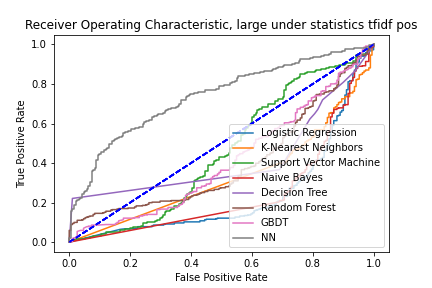 Receiver Operating Characteristic, large under statistics tfidf pos
1.0
0.8
0.6
0.4
0.2
0.0
True Positive Rate
Logistic Regression
K-Nearest Neighbors
Support Vector Machine
Naive Bayes
Decision Tree
Random Forest
GBDT
NN
0.0 0.2 0.4 0.6 0.8 1.0
False Positive Rate